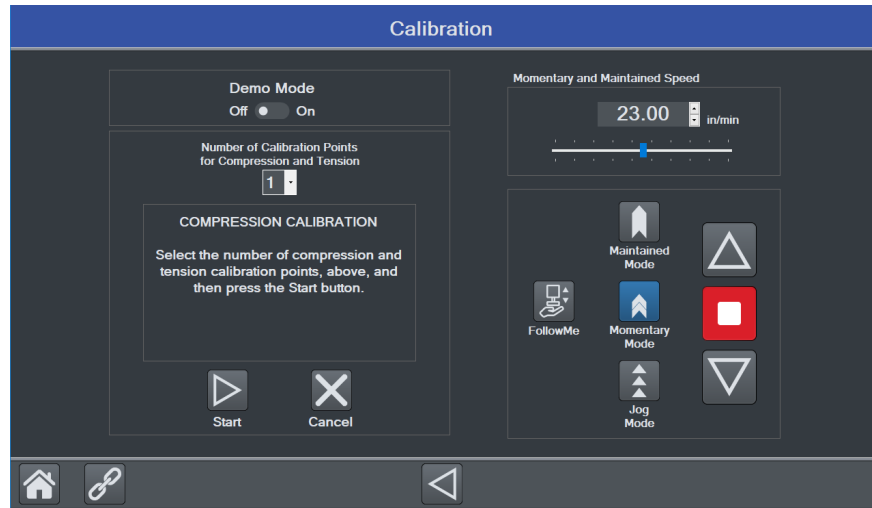 Calibration
Demo Mode
Off On
Number of Calibration Points
for Compression and Tension
1
COMPRESSION CALIBRATION
Select the number of compression and
tension calibration points, above, and
then press the Start button.
Start Cancel
Momentary and Maintained Speed
23.00 in/min
Maintained
Mode
FollowMe
Momentary
Mode
Jog
Mode